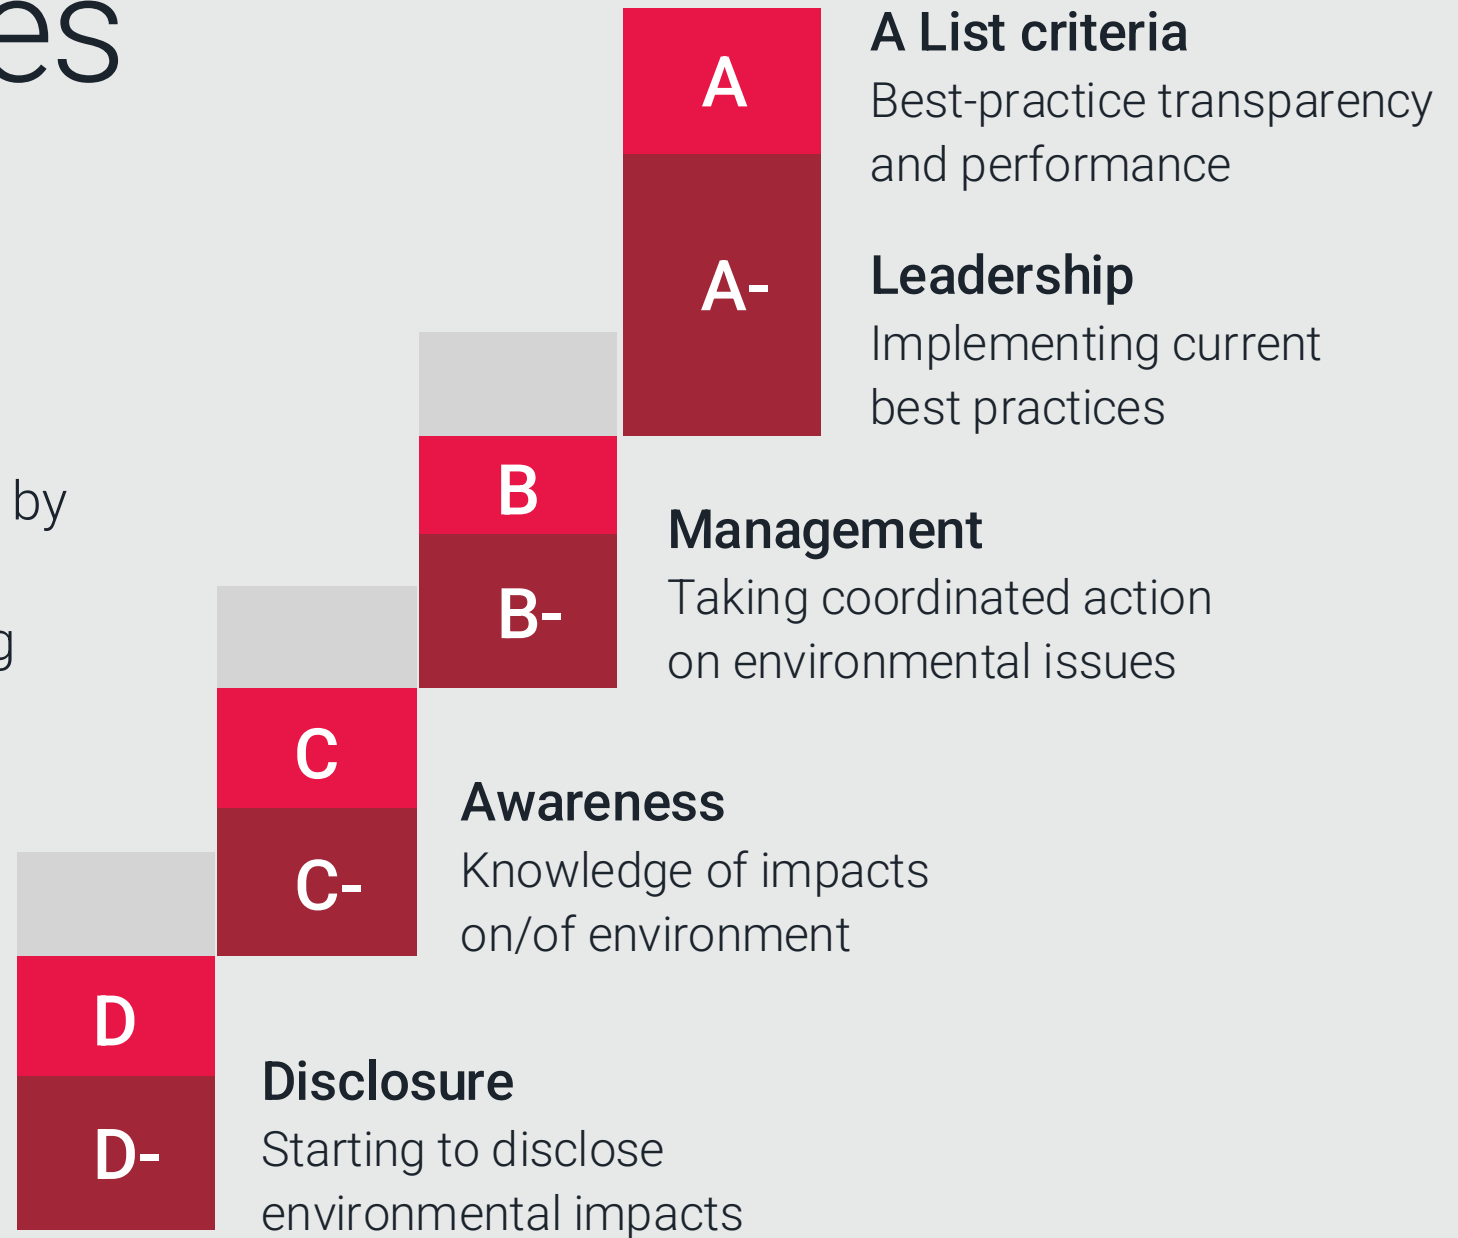 es
A
A List criteria
Best-practice transparency
and performance
A-
Leadership
Implementing current
best practices
by
B
B-
Management
Taking coordinated action
on environmental issues
g
C
C-
Awareness
Knowledge of impacts
on/of environment
D
D-
Disclosure
Starting to disclose
environmental impacts